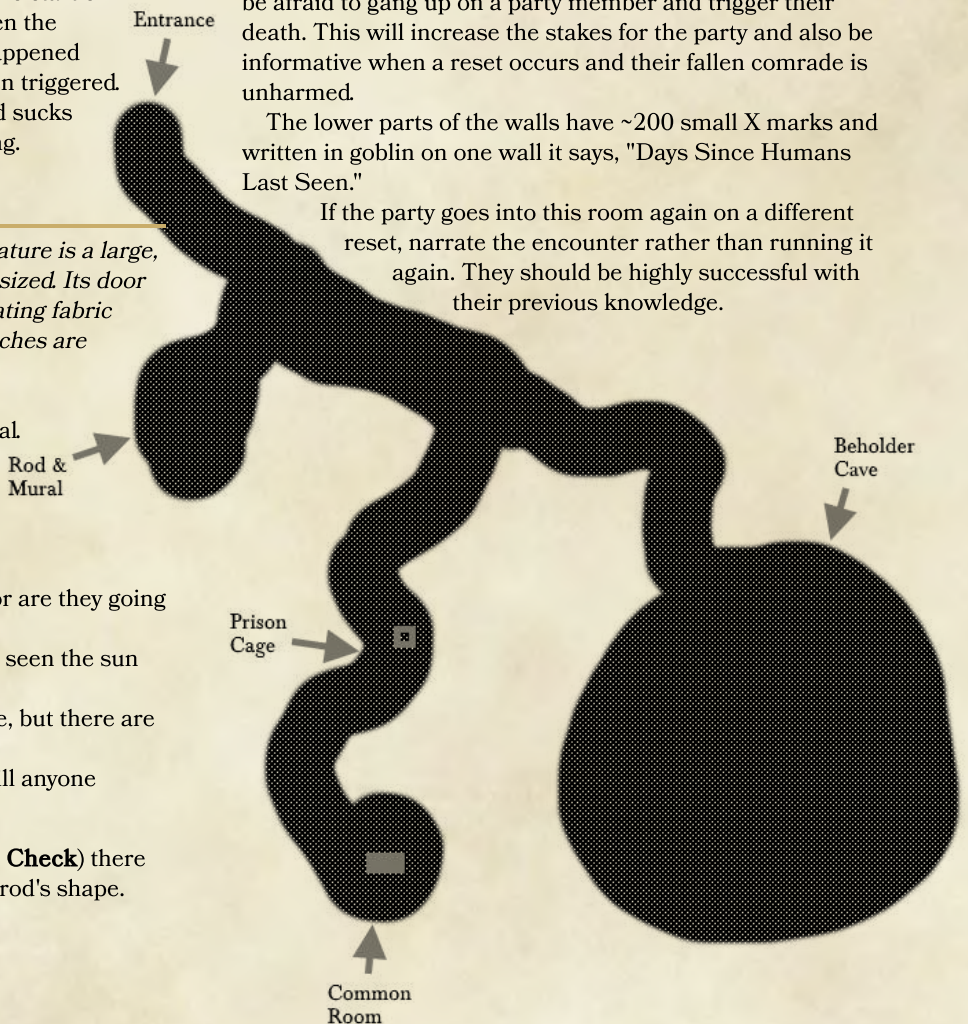 en the
appened
n triggered.
d sucks
ng.
ature is a large,
sized. Its door
ating fabric
ches are
al.
or are they going
seen the sun
e, but there are
ll anyone
Check) there
rod's shape.
be afraid to gang up on a party member and trigger their
death. This will increase the stakes for the party and also be
informative when a reset occurs and their fallen comrade is
unharmed.
The lower parts of the walls have ~200 small X marks and
written in goblin on one wall it says, "Days Since Humans
Last Seen."
If the party goes into this room again on a different
reset, narrate the encounter rather than running it
again. They should be highly successful with
their previous knowledge.
Entrance
Rod &
Mural
Beholder
Cave
Prison
Cage
Common
Room